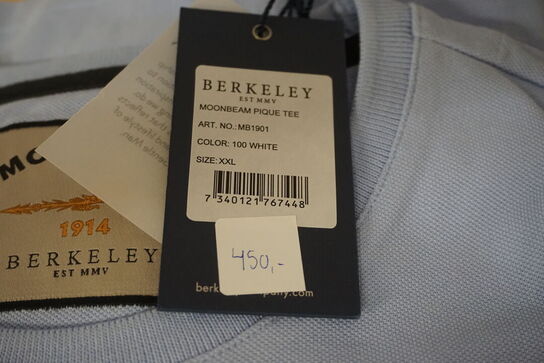 BERKELEY
EST MMV
MOONBEAM PIQUE TEE
ART. NO.: MB1901
COLOR: 100 WHITE
SIZE: XXL
7 340121 767448
450,-
1914
BERKELEY
EST MMV